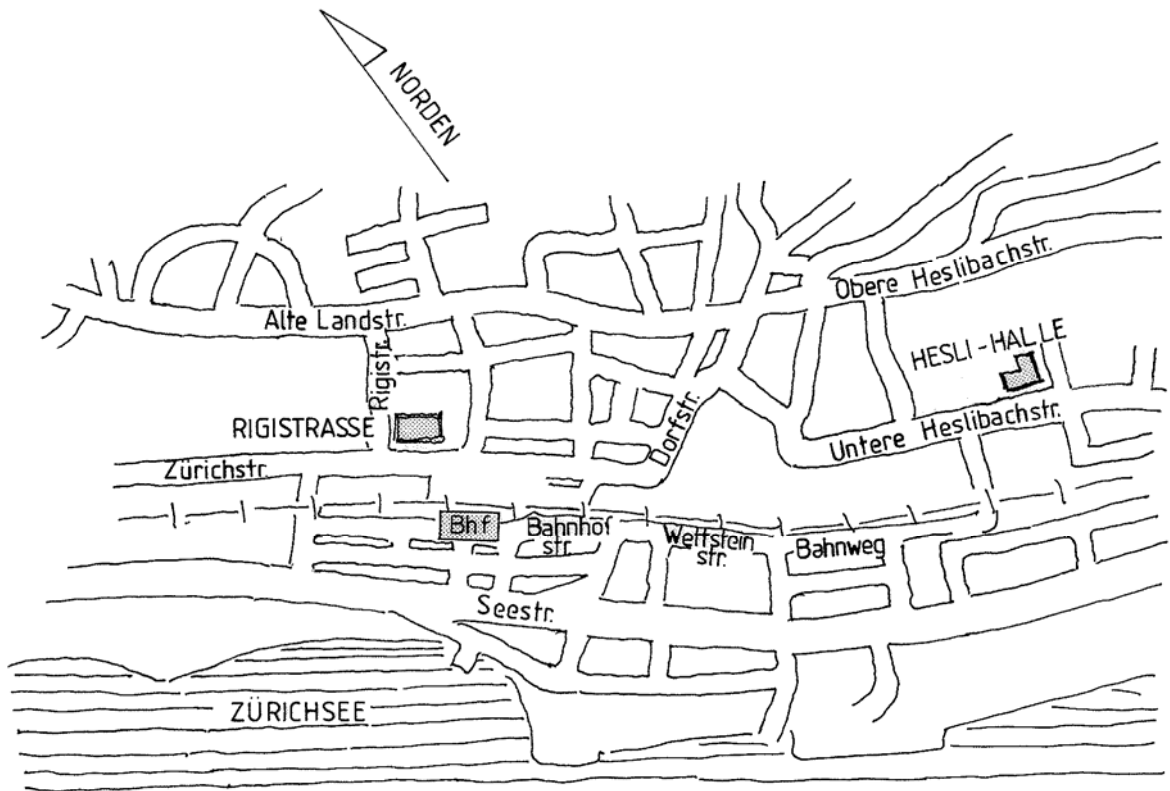 NORDEN
Obere Heslibachstr.
Alte Landstr.
HESLI-HALLE
Rigistr.
RIGISTRASSE
Dorfstr.
Untere Heslibachstr.
Zürichstr.
Bhf
Bahnhof
str.
Wettstein
str.
Bahnweg
Seestr.
ZÜRICHSEE